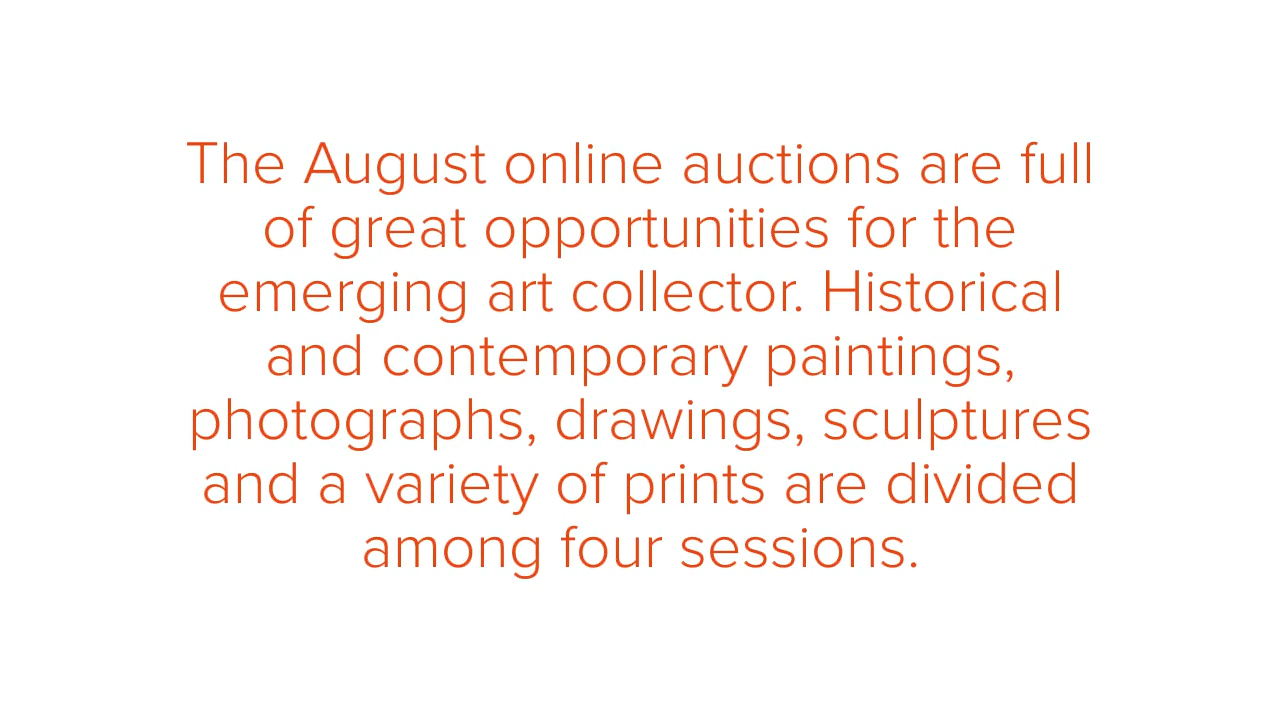 The August online auctions are full
of great opportunities for the
emerging art collector. Historical
and contemporary paintings,
photographs, drawings, sculptures
and a variety of prints are divided
among four sessions.